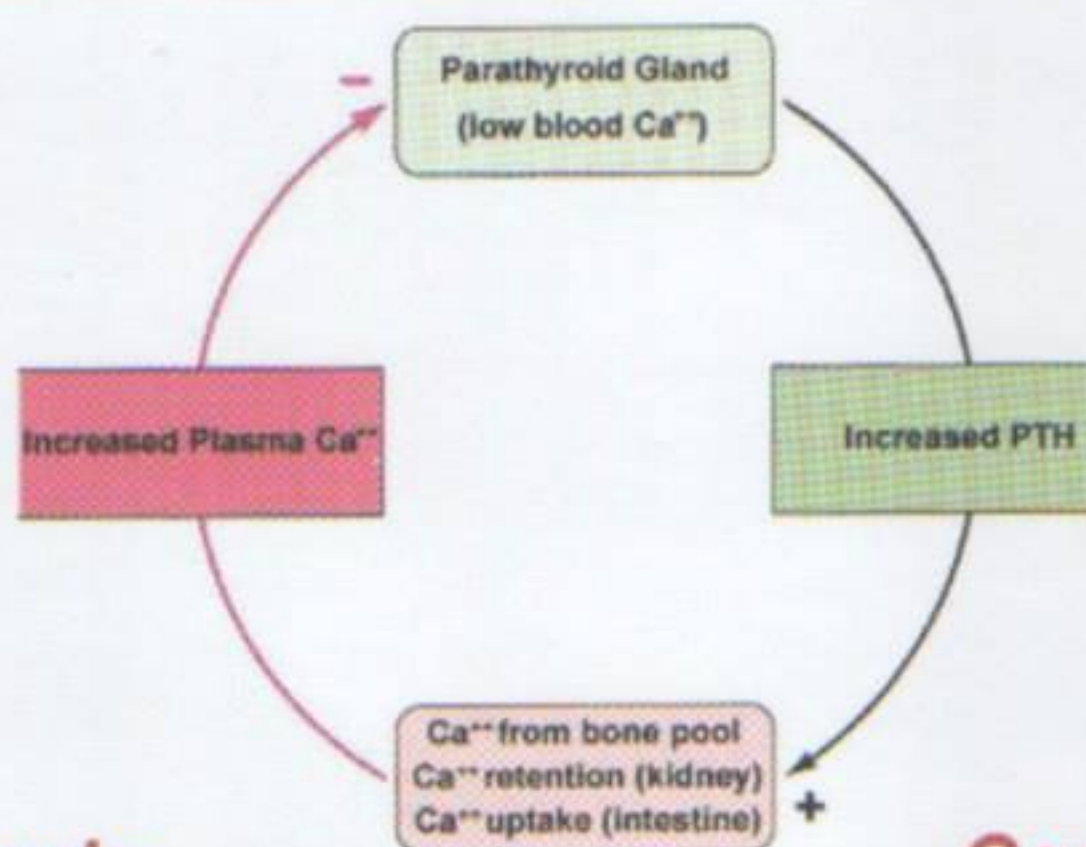 Parathyroid Gland
(low blood Ca⁺⁺)
−
Increased Plasma Ca⁺⁺
Increased PTH
Ca⁺⁺ from bone pool
Ca⁺⁺ retention (kidney)
Ca⁺⁺ uptake (intestine)
+